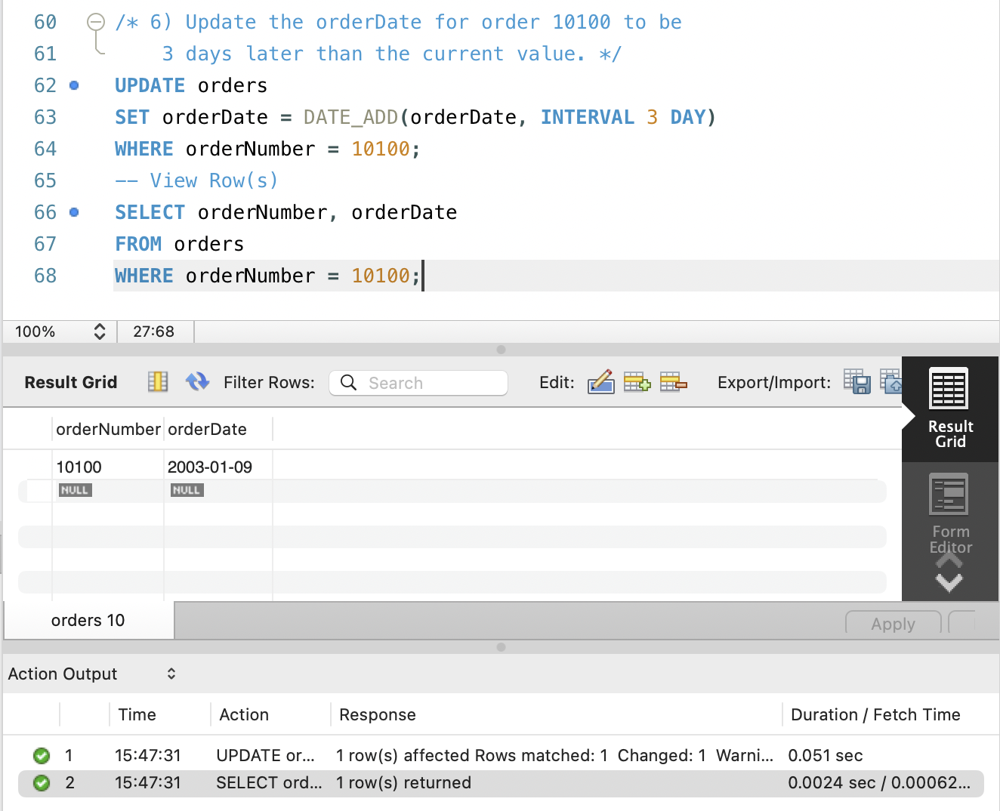 60 /* 6) Update the orderDate for order 10100 to be
61 3 days later than the current value. */
62 UPDATE orders
63 SET orderDate = DATE_ADD(orderDate, INTERVAL 3 DAY)
64 WHERE orderNumber = 10100;
65 -- View Row(s)
66 SELECT orderNumber, orderDate
67 FROM orders
68 WHERE orderNumber = 10100;
100% 27:68
Result Grid Filter Rows: Search Edit: Export/Import:
Result
Grid
orderNumber orderDate
10100 2003-01-09
NULL NULL
Form
Editor
orders 10 Apply
Action Output
Time Action Response Duration / Fetch Time
1 15:47:31 UPDATE or... 1 row(s) affected Rows matched: 1 Changed: 1 Warni... 0.051 sec
2 15:47:31 SELECT ord... 1 row(s) returned 0.0024 sec / 0.00062...